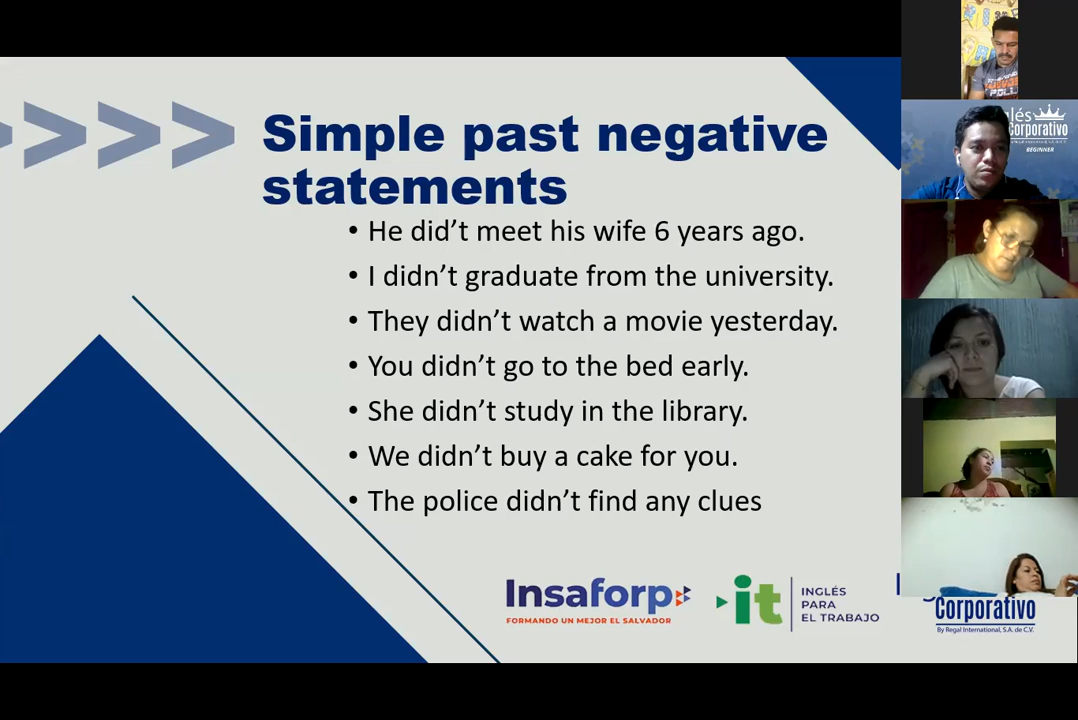 Simple past negative
statements
• He did't meet his wife 6 years ago.
• I didn't graduate from the university.
• They didn't watch a movie yesterday.
• You didn't go to the bed early.
• She didn't study in the library.
• We didn't buy a cake for you.
• The police didn't find any clues
Insaforp
FORMANDO UN MEJOR EL SALVADOR
it
INGLÉS
PARA
EL TRABAJO
Corporativo
By Regal International, S.A. de C.V.
lés
Corporativo
BEGINNER